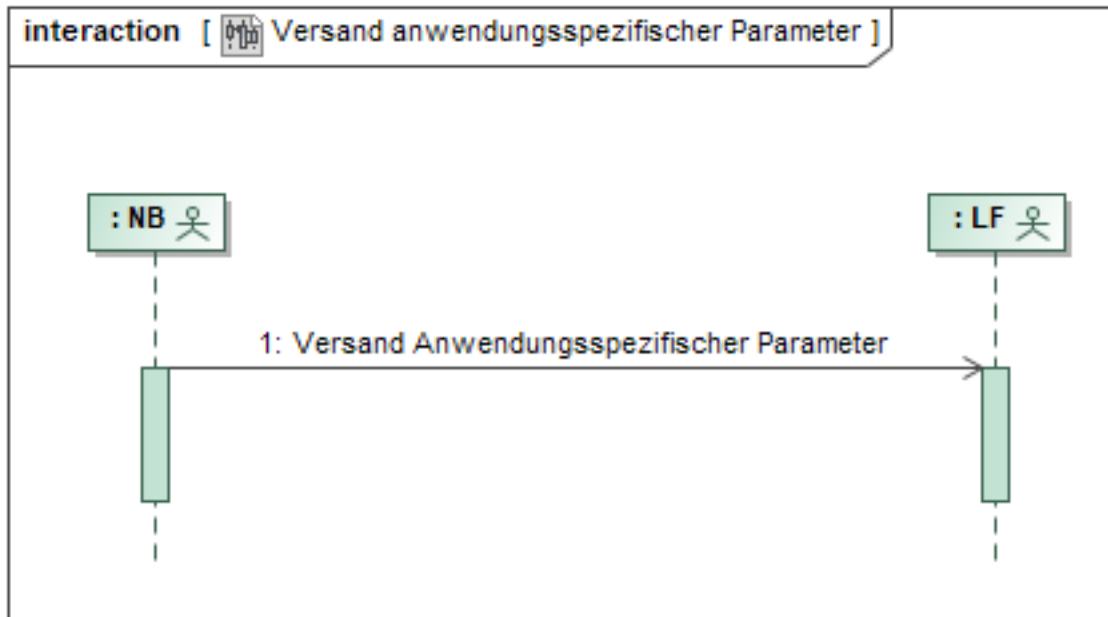 interaction [ Versand anwendungsspezifischer Parameter ]
:NB
:LF
1: Versand Anwendungsspezifischer Parameter